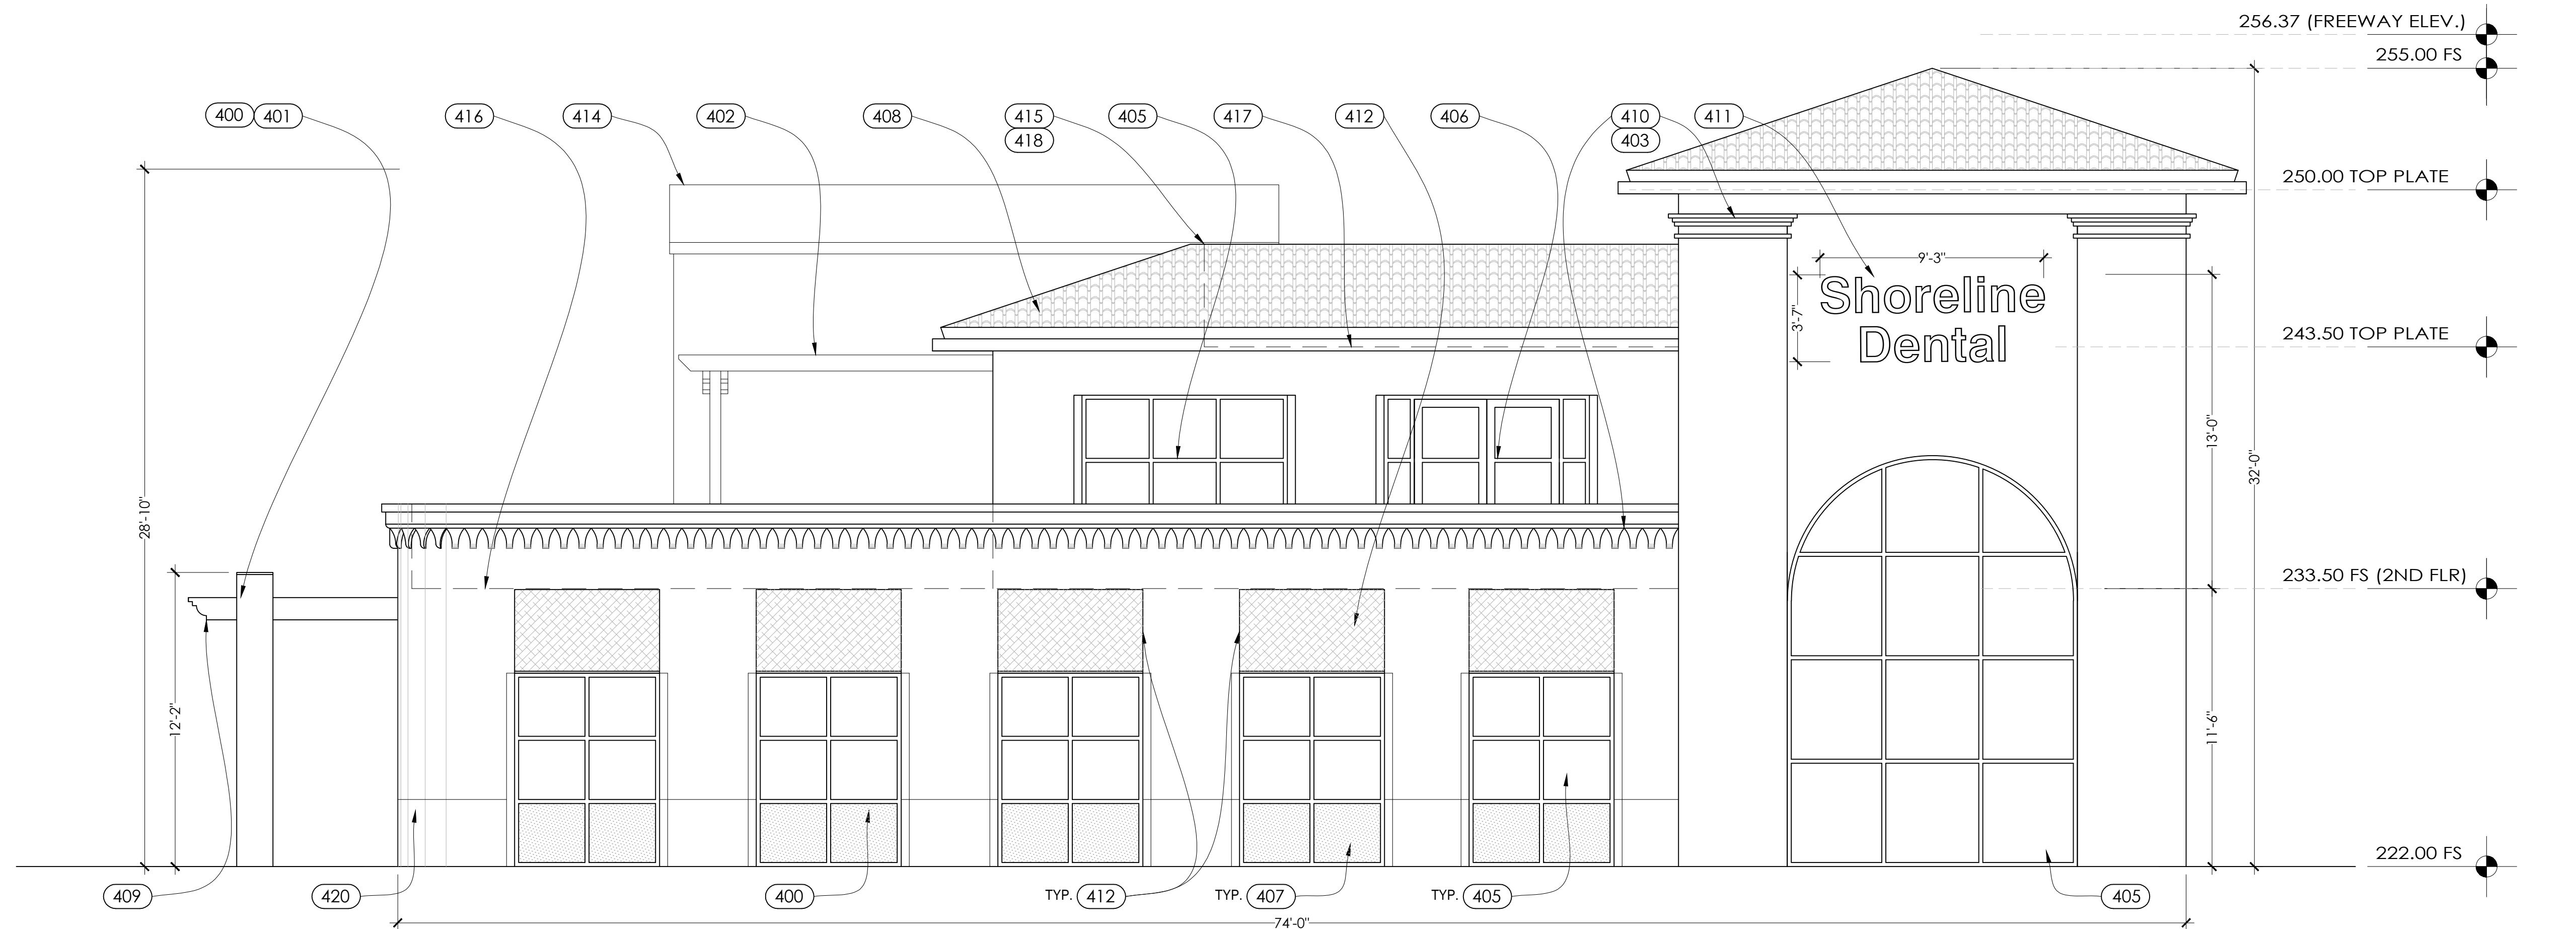 256.37 (FREEWAY ELEV.)
255.00 FS
400 401 416 414 402 408 415 405 417 412 406 410 411
418 403
250.00 TOP PLATE
9'-3"
Shoreline
Dental
3'-7"
243.50 TOP PLATE
13'-0"
32'-0"
28'-10"
233.50 FS (2ND FLR)
12'-2"
11'-6"
222.00 FS
409 420 400 TYP. 412 TYP. 407 TYP. 405 405
74'-0"